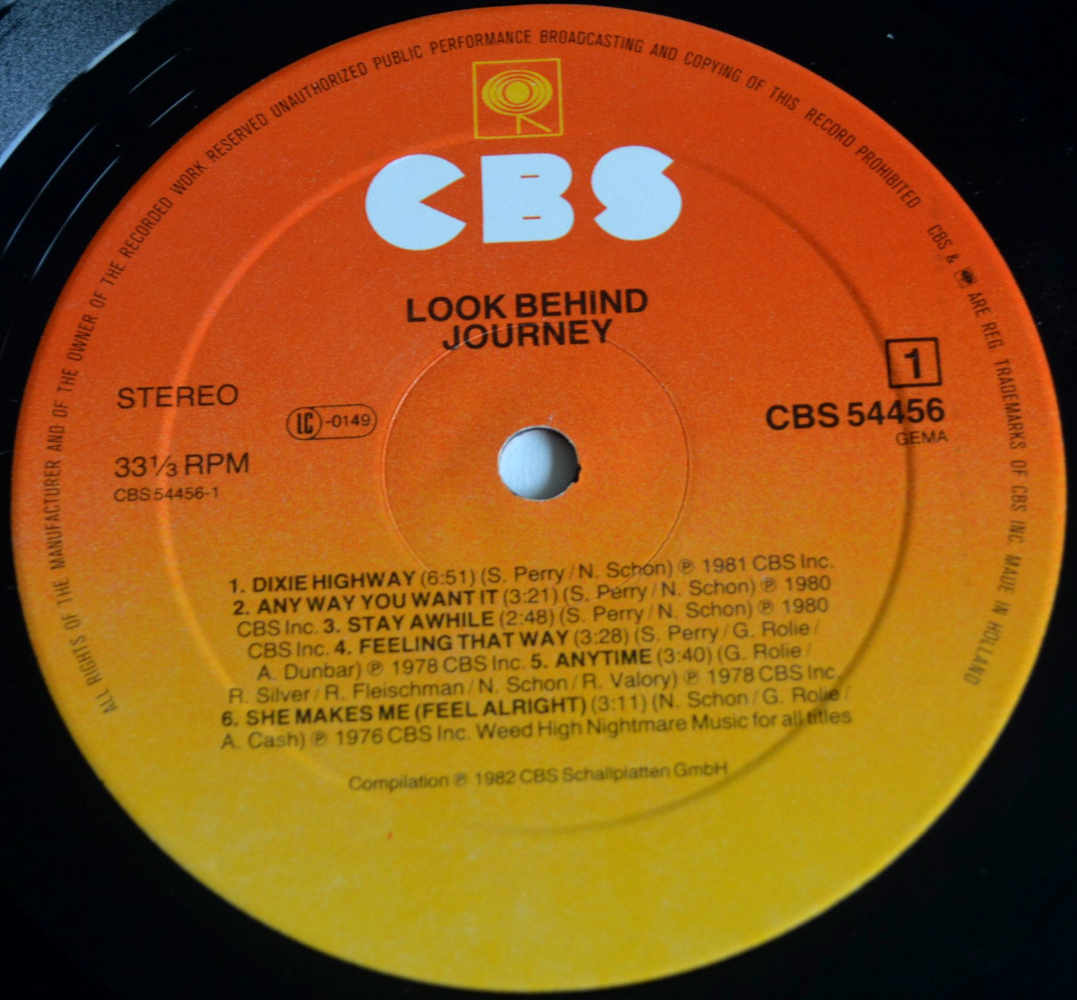 ALL RIGHTS OF THE MANUFACTURER AND OF THE OWNER OF THE RECORDED WORK RESERVED UNAUTHORIZED PUBLIC PERFORMANCE BROADCASTING AND COPYING OF THIS RECORD PROHIBITED
CBS & ARE REG. TRADEMARKS OF CBS INC. MADE IN HOLLAND
CBS
LOOK BEHIND
JOURNEY
STEREO
LC-0149
33⅓ RPM
CBS 54456-1
1
CBS 54456
GEMA
1. DIXIE HIGHWAY (6:51) (S. Perry / N. Schon) ℗ 1981 CBS Inc.
2. ANY WAY YOU WANT IT (3:21) (S. Perry / N. Schon) ℗ 1980
CBS Inc. 3. STAY AWHILE (2:48) (S. Perry / N. Schon) ℗ 1980
CBS Inc. 4. FEELING THAT WAY (3:28) (S. Perry / G. Rolie /
A. Dunbar) ℗ 1978 CBS Inc. 5. ANYTIME (3:40) (G. Rolie /
R. Silver / R. Fleischman / N. Schon / R. Valory) ℗ 1978 CBS Inc.
6. SHE MAKES ME (FEEL ALRIGHT) (3:11) (N. Schon / G. Rolie /
A. Cash) ℗ 1976 CBS Inc. Weed High Nightmare Music for all titles
Compilation ℗ 1982 CBS Schallplatten GmbH